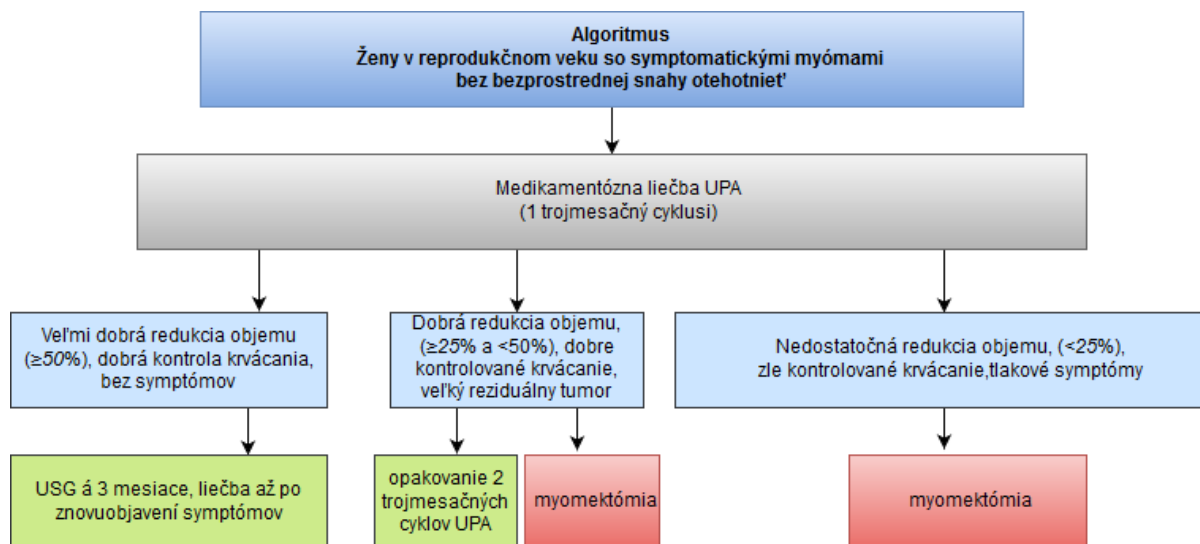 Algoritmus
Ženy v reprodukčnom veku so symptomatickými myómami
bez bezprostrednej snahy otehotnieť
Medikamentózna liečba UPA
(1 trojmesačný cyklusi)
Veľmi dobrá redukcia objemu
(≥50%), dobrá kontrola krvácania,
bez symptómov
Dobrá redukcia objemu,
(≥25% a <50%), dobre
kontrolované krvácanie,
veľký reziduálny tumor
Nedostatočná redukcia objemu, (<25%),
zle kontrolované krvácanie,tlakové symptómy
USG á 3 mesiace, liečba až po
znovuobjavení symptómov
opakovanie 2
trojmesačných
cyklov UPA
myomektómia
myomektómia